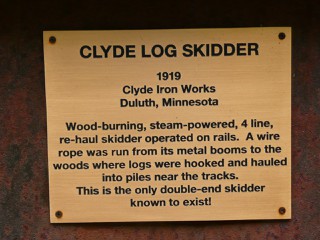 CLYDE LOG SKIDDER
1919
Clyde Iron Works
Duluth, Minnesota
Wood-burning, steam-powered, 4 line,
re-haul skidder operated on rails. A wire
rope was run from its metal booms to the
woods where logs were hooked and hauled
into piles near the tracks.
This is the only double-end skidder
known to exist!